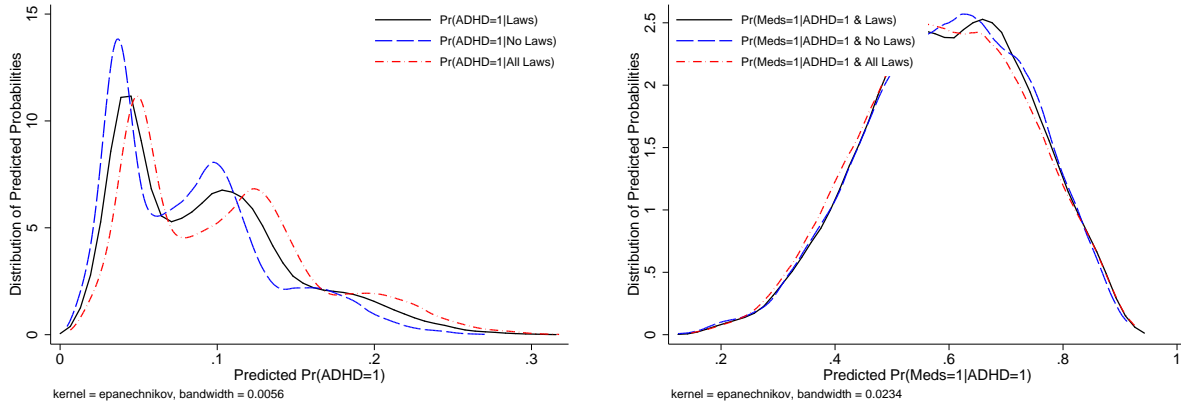 Pr(ADHD=1|Laws)
Pr(ADHD=1|No Laws)
Pr(ADHD=1|All Laws)
Distribution of Predicted Probabilities
15
10
5
0
0
.1
.2
.3
Predicted Pr(ADHD=1)
kernel = epanechnikov, bandwidth = 0.0056
Pr(Meds=1|ADHD=1 & Laws)
Pr(Meds=1|ADHD=1 & No Laws)
Pr(Meds=1|ADHD=1 & All Laws)
Distribution of Predicted Probabilities
2.5
2
1.5
1
.5
0
.2
.4
.6
.8
1
Predicted Pr(Meds=1|ADHD=1)
kernel = epanechnikov, bandwidth = 0.0234